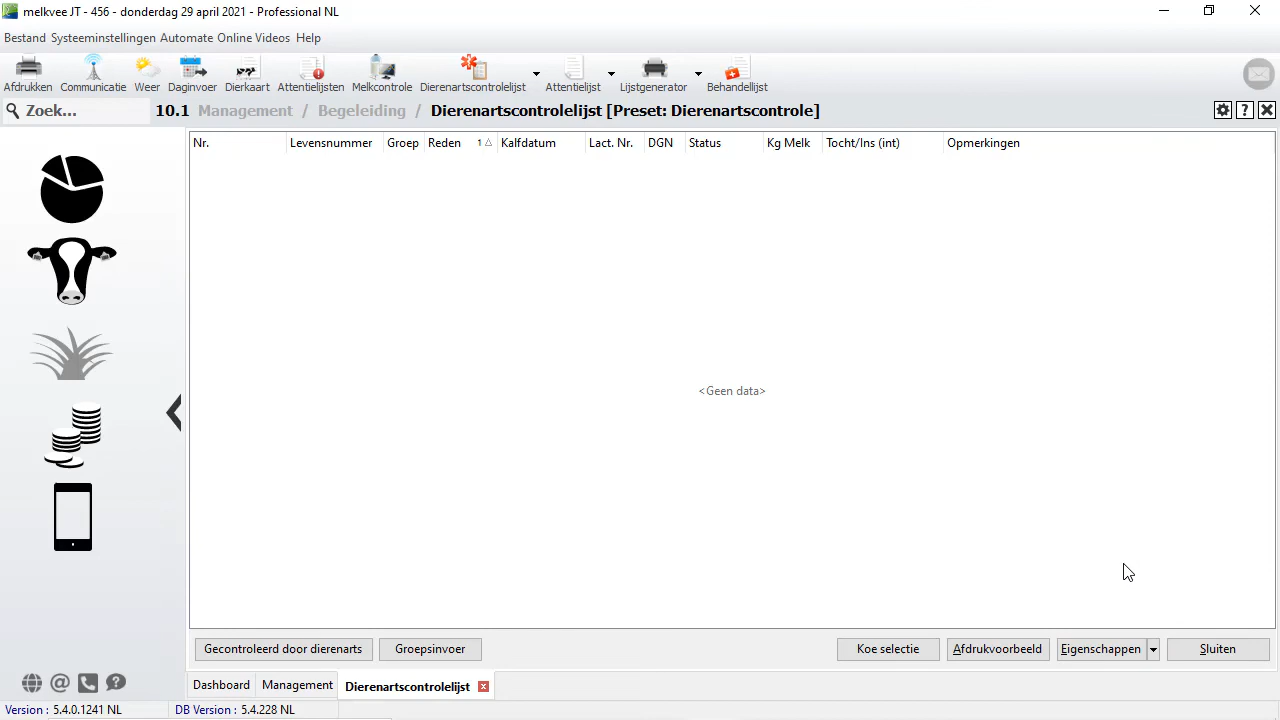 melkvee JT - 456 - donderdag 29 april 2021 - Professional NL
Bestand Systeeminstellingen Automate Online Videos Help
Afdrukken Communicatie Weer Daginvoer Dierkaart Attentielijsten Melkcontrole Dierenartscontrolelijst Attentielijst Lijstgenerator Behandellijst
Zoek... 10.1 Management / Begeleiding / Dierenartscontrolelijst [Preset: Dierenartscontrole]
Nr. Levensnummer Groep Reden 1 Kalfdatum Lact. Nr. DGN Status Kg Melk Tocht/Ins (int) Opmerkingen
<Geen data>
Gecontroleerd door dierenarts Groepsinvoer Koe selectie Afdrukvoorbeeld Eigenschappen Sluiten
Dashboard Management Dierenartscontrolelijst
Version : 5.4.0.1241 NL DB Version : 5.4.228 NL